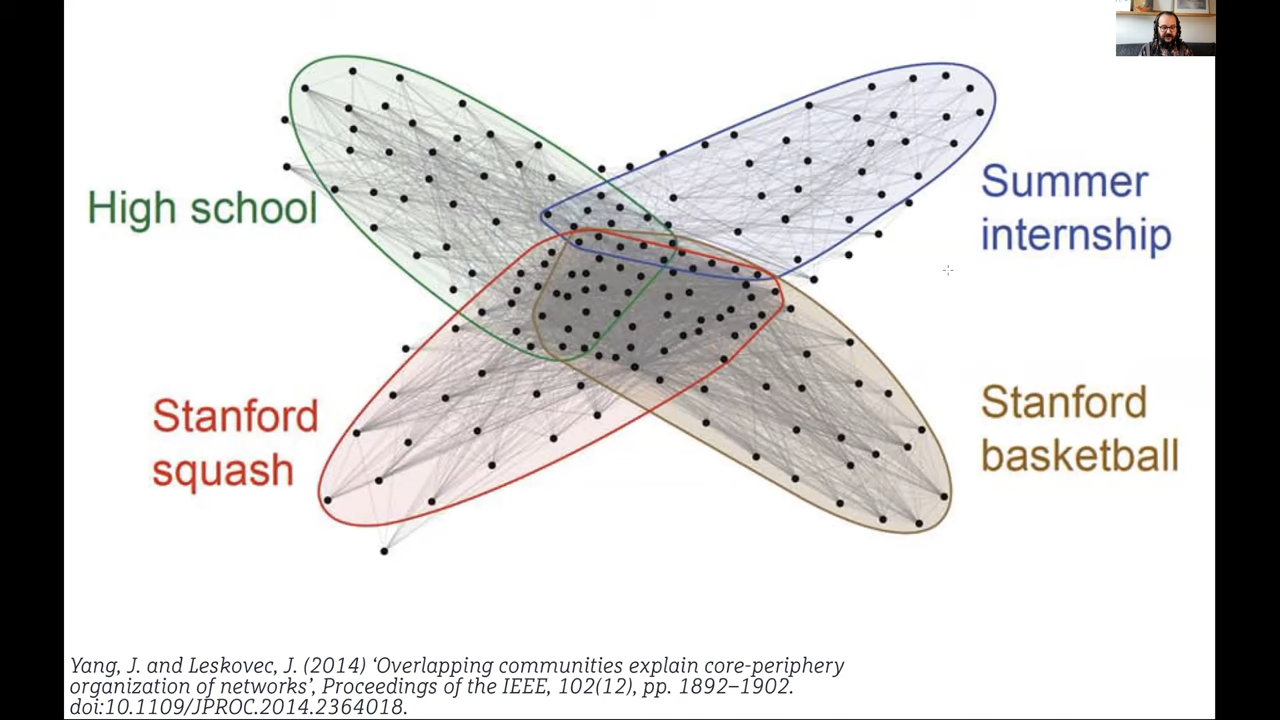 High school
Summer
internship
Stanford
squash
Stanford
basketball
Yang, J. and Leskovec, J. (2014) ‘Overlapping communities explain core-periphery
organization of networks’, Proceedings of the IEEE, 102(12), pp. 1892–1902.
doi:10.1109/JPROC.2014.2364018.